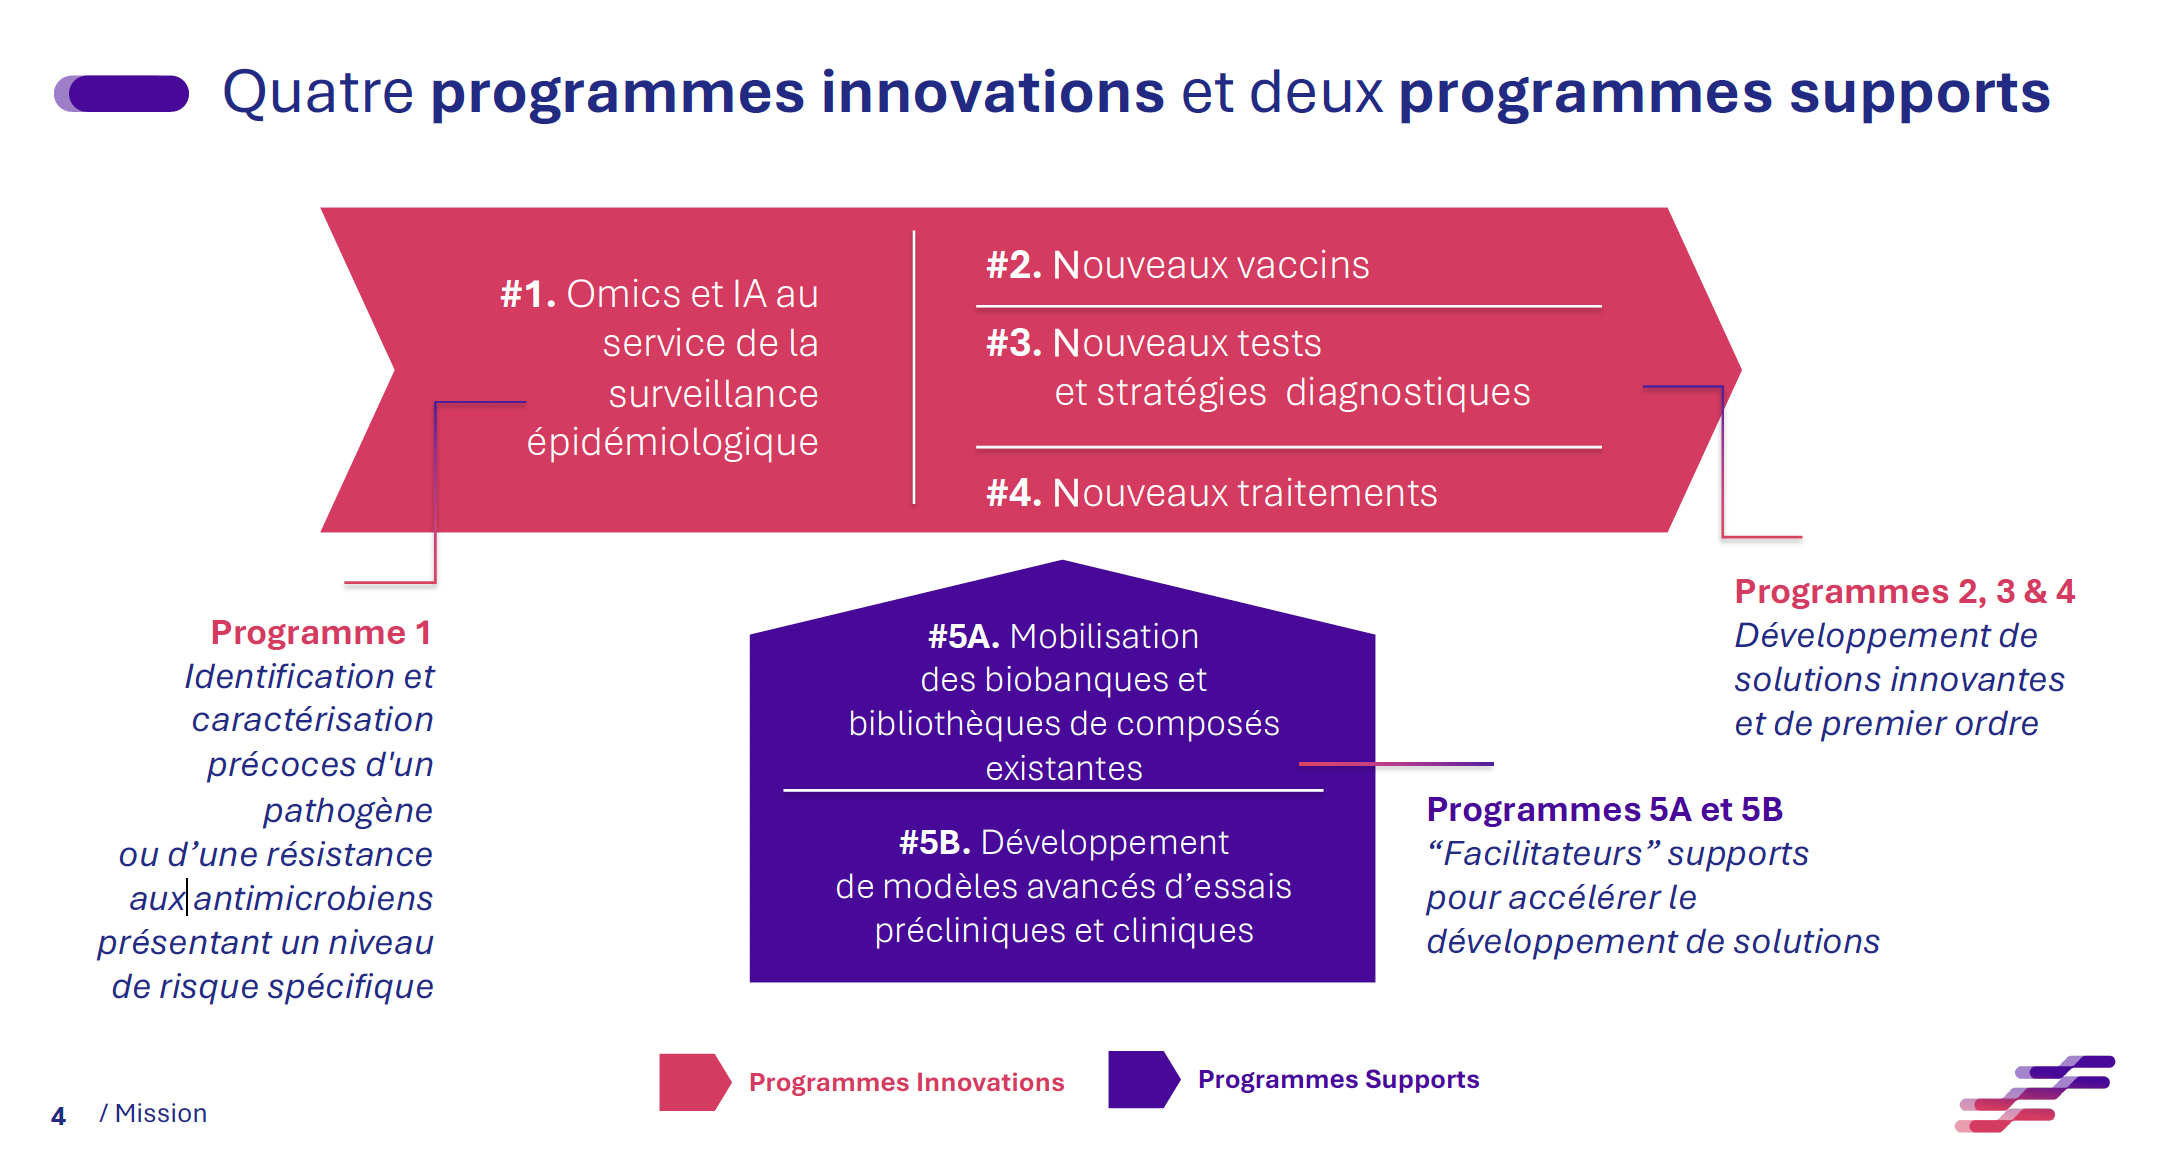 Quatre programmes innovations et deux programmes supports
#1. Omics et IA au
service de la
surveillance
épidémiologique
#2. Nouveaux vaccins
#3. Nouveaux tests
et stratégies  diagnostiques
#4. Nouveaux traitements
Programme 1
Identification et
caractérisation
précoces d'un
pathogène
ou d’une résistance
aux antimicrobiens
présentant un niveau
de risque spécifique
#5A. Mobilisation
des biobanques et
bibliothèques de composés
existantes
#5B. Développement
de modèles avancés d’essais
précliniques et cliniques
Programmes 2, 3 & 4
Développement de
solutions innovantes
et de premier ordre
Programmes 5A et 5B
“Facilitateurs” supports
pour accélérer le
développement de solutions
Programmes Innovations
Programmes Supports
4 / Mission